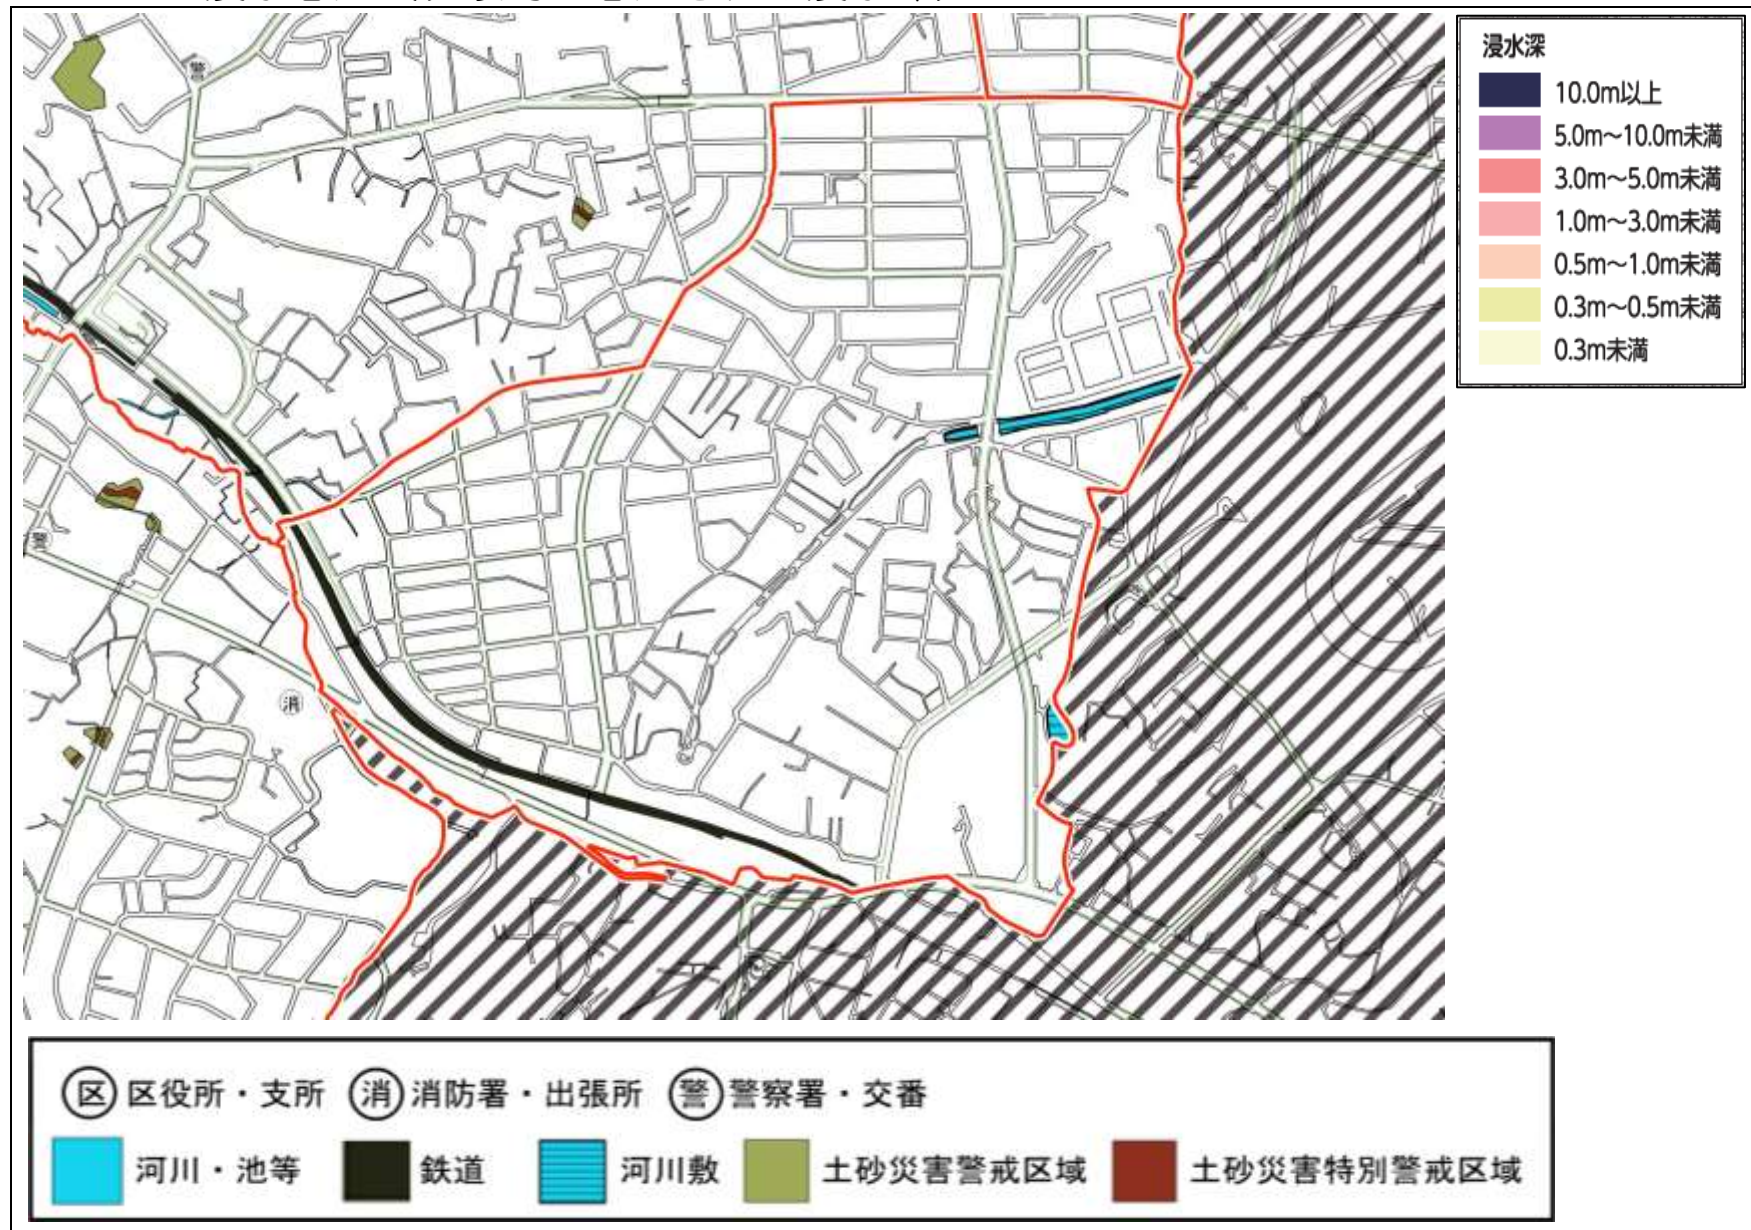 警
浸水深
10.0m以上
5.0m～10.0m未満
3.0m～5.0m未満
1.0m～3.0m未満
0.5m～1.0m未満
0.3m～0.5m未満
0.3m未満
消
区 区役所・支所 消 消防署・出張所 警 警察署・交番
河川・池等 鉄道 河川敷 土砂災害警戒区域 土砂災害特別警戒区域